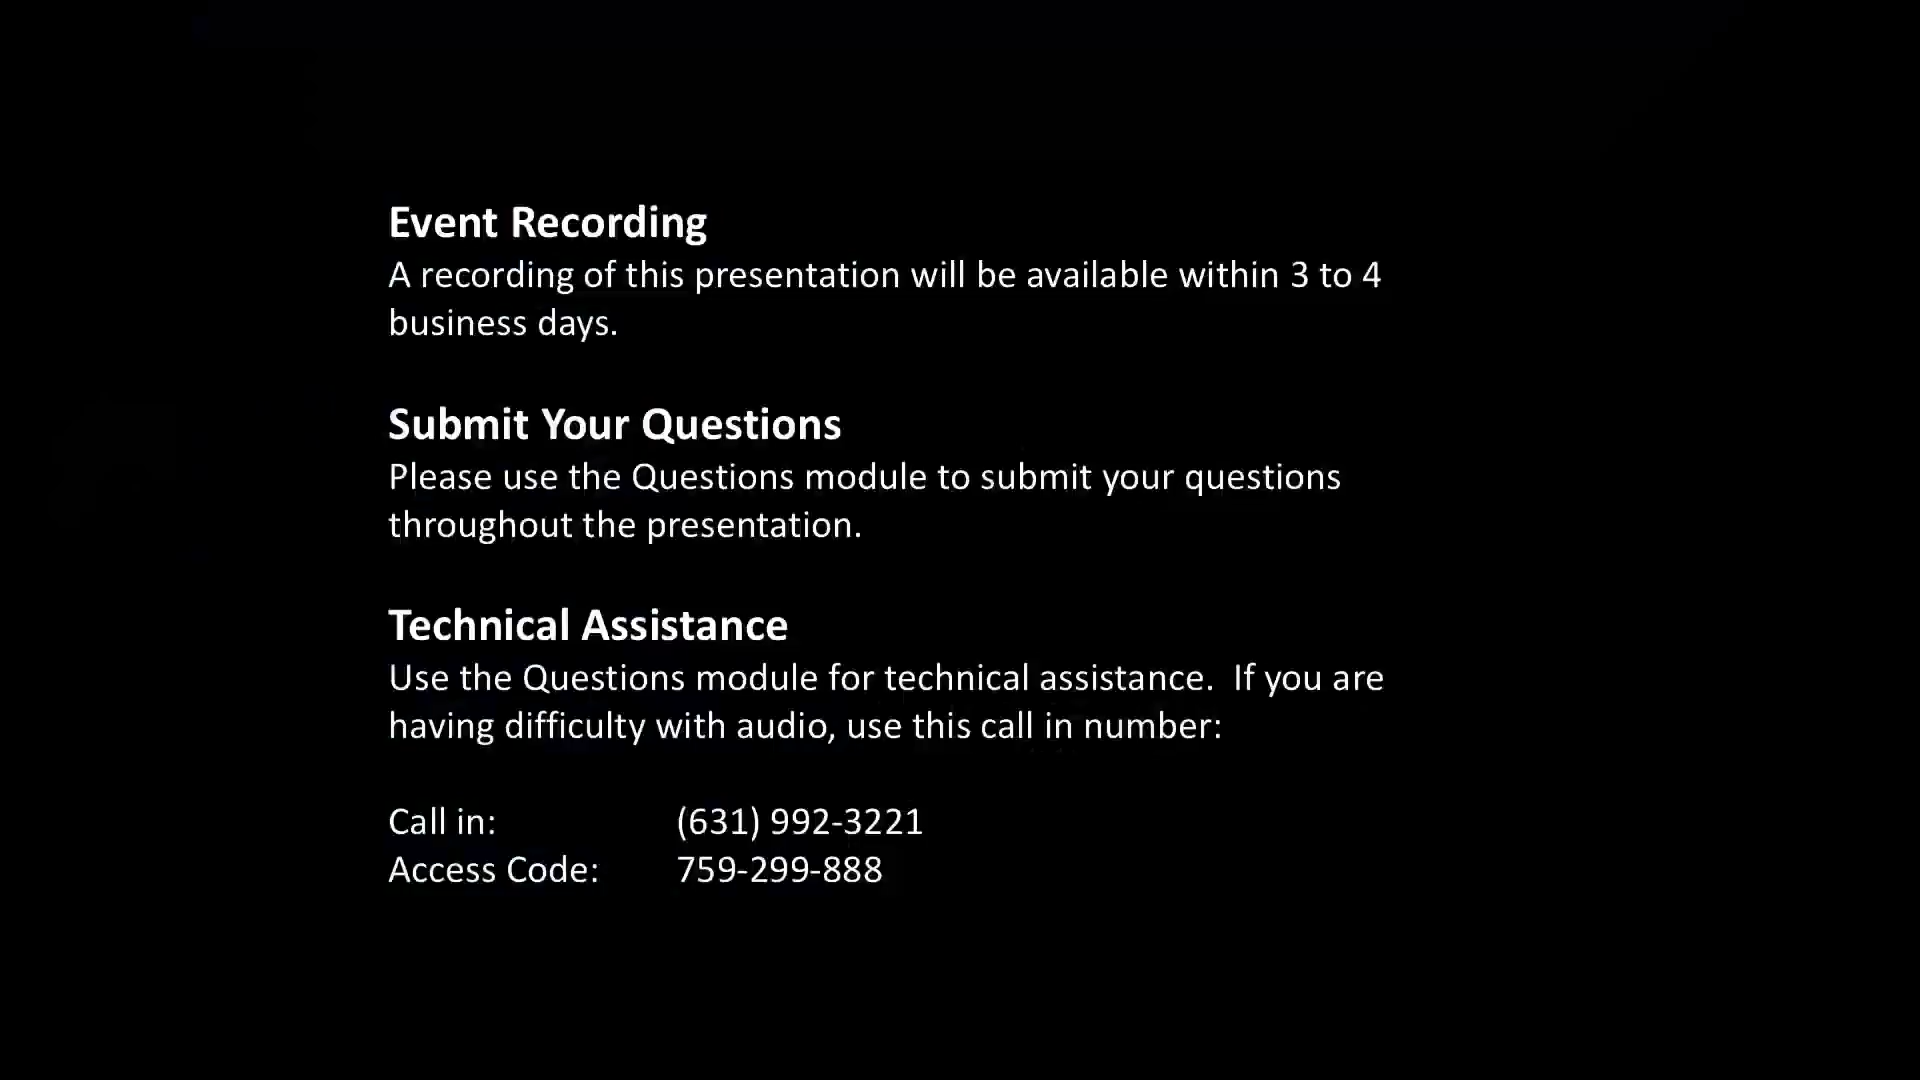 Event Recording
A recording of this presentation will be available within 3 to 4
business days.
Submit Your Questions
Please use the Questions module to submit your questions
throughout the presentation.
Technical Assistance
Use the Questions module for technical assistance.  If you are
having difficulty with audio, use this call in number:
Call in: (631) 992-3221
Access Code: 759-299-888